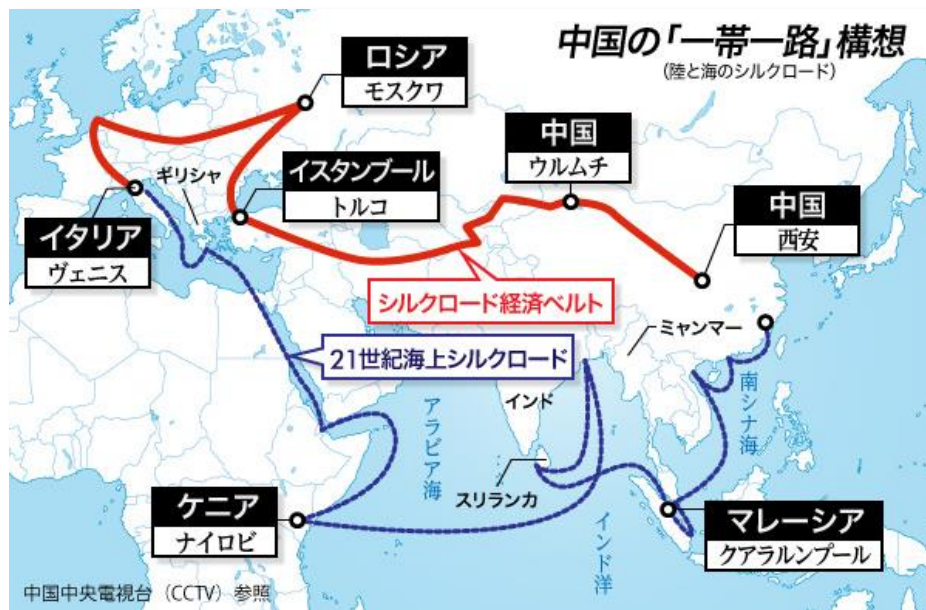 中国の「一帯一路」構想
（陸と海のシルクロード）
ロシア
モスクワ
中国
ウルムチ
ギリシャ
イスタンブール
トルコ
中国
西安
イタリア
ヴェニス
シルクロード経済ベルト
ミャンマー
21世紀海上シルクロード
インド
南シナ海
アラビア海
スリランカ
ケニア
ナイロビ
インド洋
マレーシア
クアラルンプール
中国中央電視台（CCTV）参照